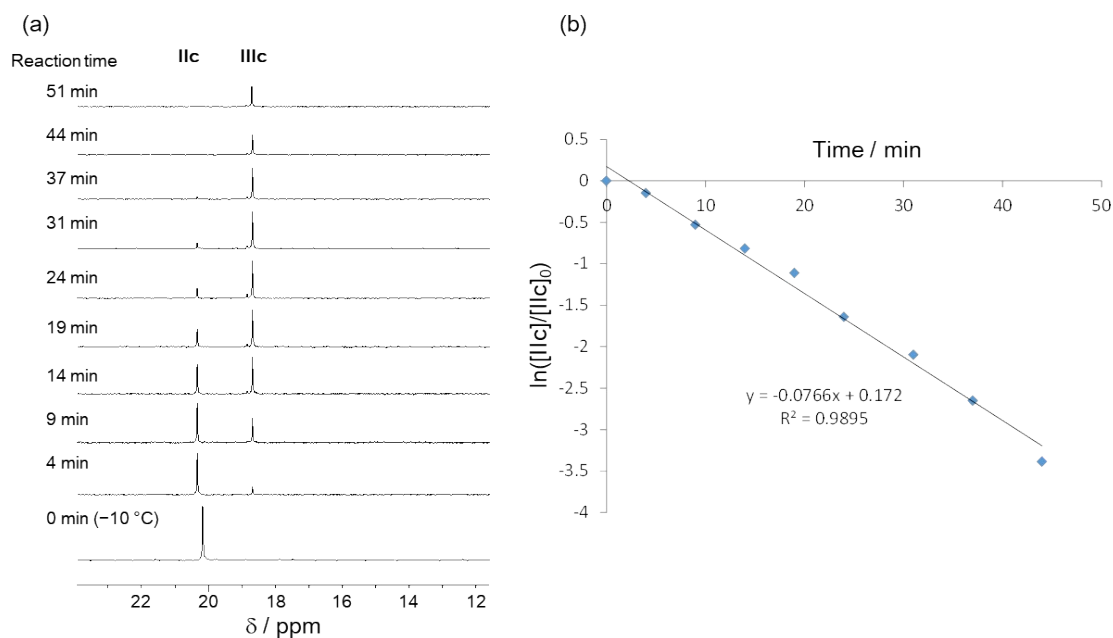 (a)
IIc IIIc
Reaction time
51 min
44 min
37 min
31 min
24 min
19 min
14 min
9 min
4 min
0 min (−10 °C)
22 20 18 16 14 12
δ / ppm
(b)
Time / min
0.5
0
-0.5
-1
-1.5
-2
-2.5
-3
-3.5
-4
0 10 20 30 40 50
ln([IIc]/[IIc]₀)
y = -0.0766x + 0.172
R² = 0.9895